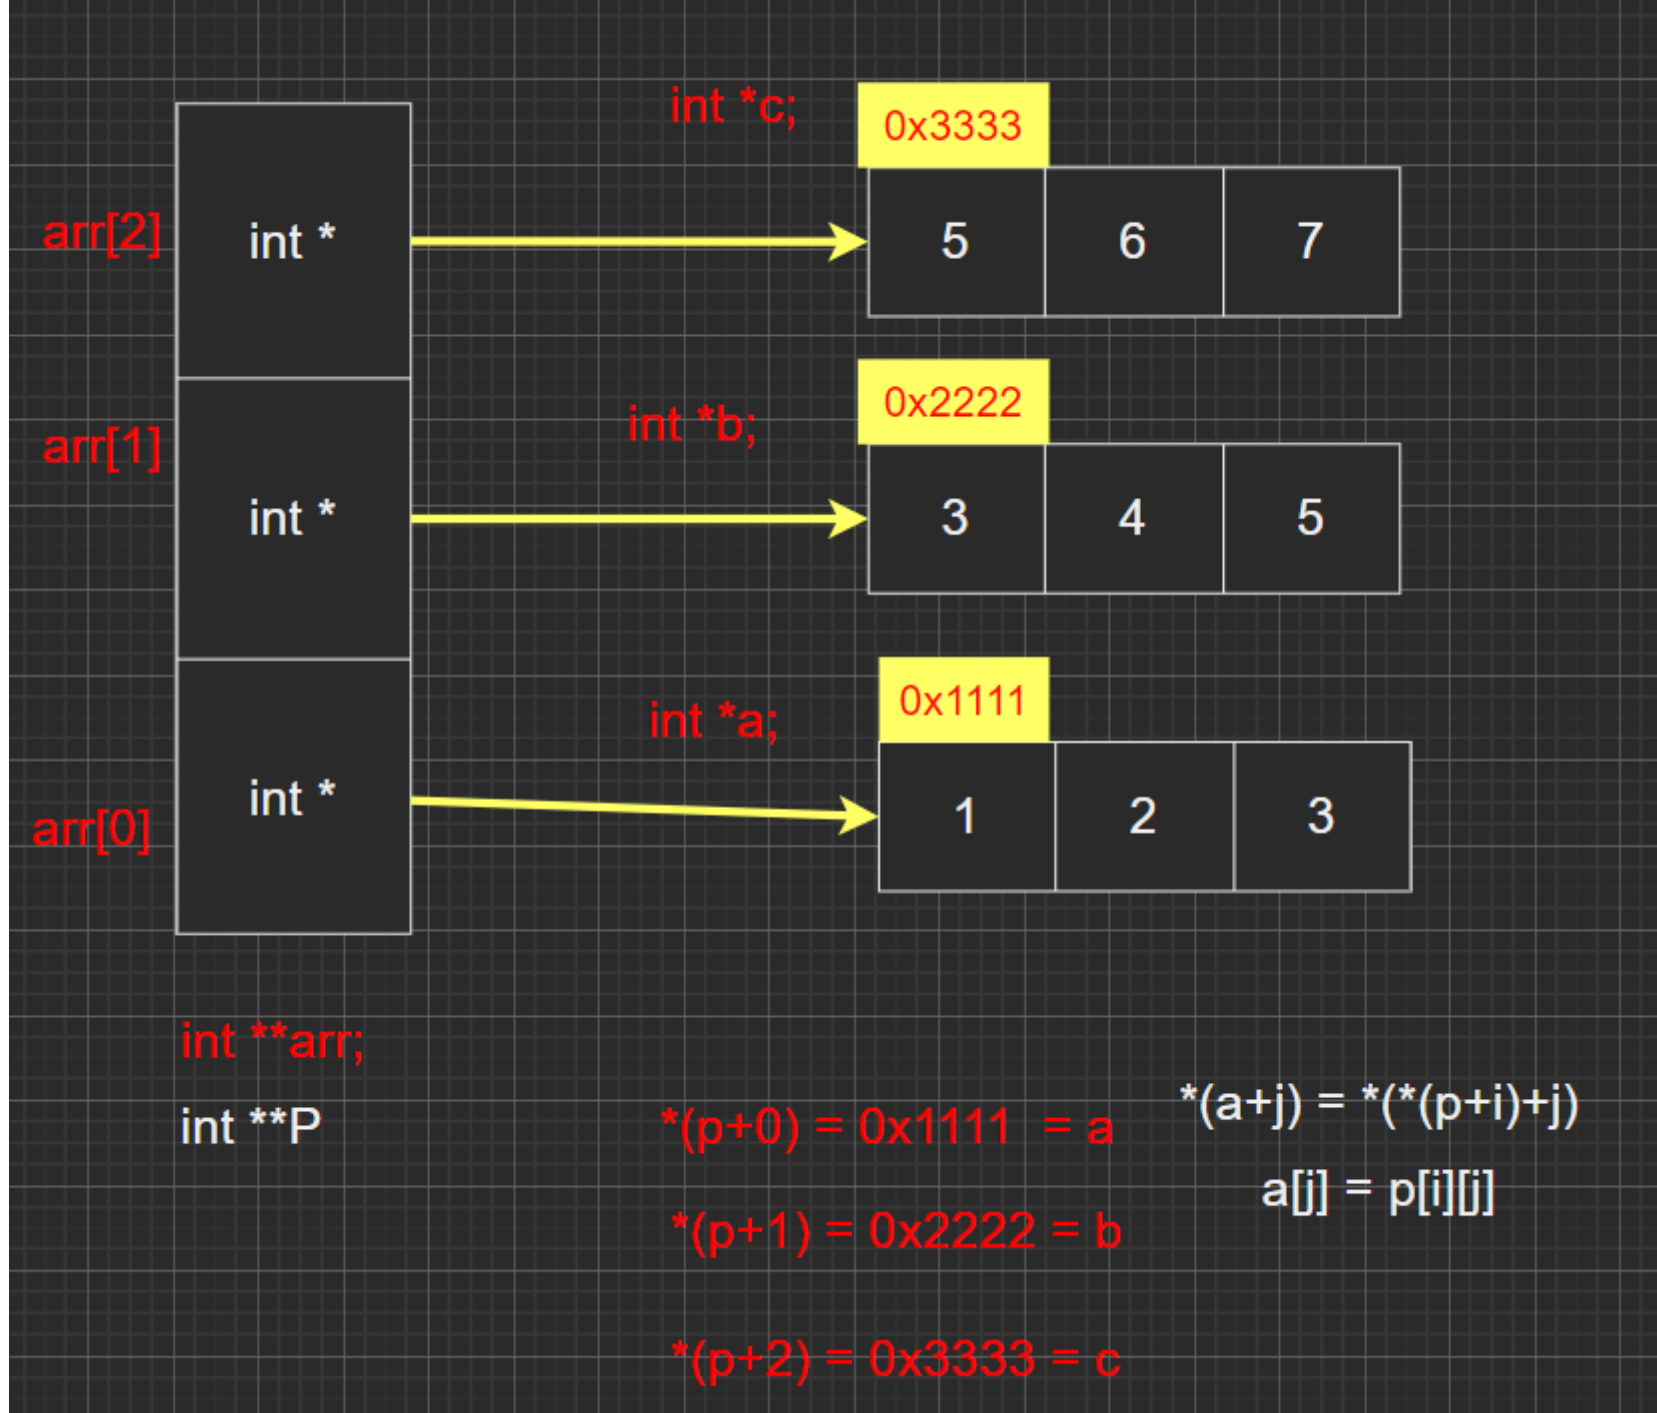 int *c;
0x3333
arr[2]
int *
5 6 7
int *b;
0x2222
arr[1]
int *
3 4 5
int *a;
0x1111
arr[0]
int *
1 2 3
int **arr;
int **P
*(p+0) = 0x1111 = a
*(a+j) = *(*(p+i)+j)
a[j] = p[i][j]
*(p+1) = 0x2222 = b
*(p+2) = 0x3333 = c